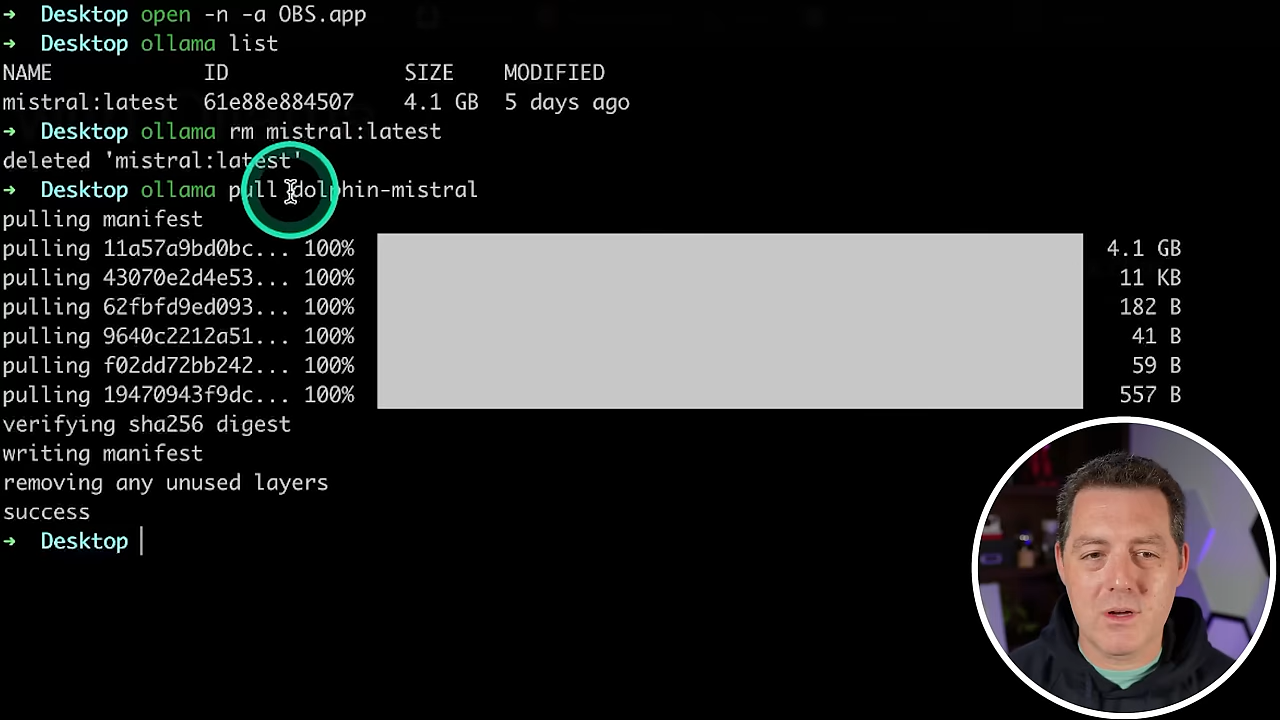 → Desktop open -n -a OBS.app
→ Desktop ollama list
NAME ID SIZE MODIFIED
mistral:latest 61e88e884507 4.1 GB 5 days ago
→ Desktop ollama rm mistral:latest
deleted 'mistral:latest'
→ Desktop ollama pull dolphin-mistral
pulling manifest
pulling 11a57a9bd0bc... 100% 4.1 GB
pulling 43070e2d4e53... 100% 11 KB
pulling 62fbfd9ed093... 100% 182 B
pulling 9640c2212a51... 100% 41 B
pulling f02dd72bb242... 100% 59 B
pulling 19470943f9dc... 100% 557 B
verifying sha256 digest
writing manifest
removing any unused layers
success
→ Desktop